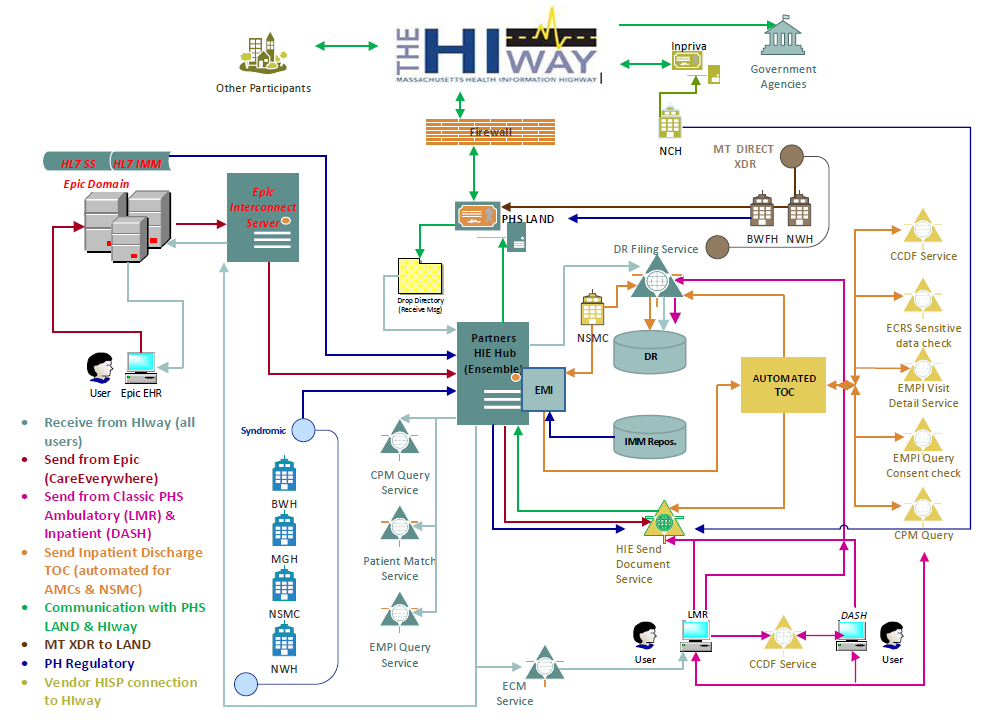 THE HIWAY
MASSACHUSETTS HEALTH INFORMATION HIGHWAY
Other Participants
Inpriva
Government
Agencies
Firewall
NCH
MT DIRECT
XDR
HL7 SS
HL7 IMM
Epic Domain
Epic
Interconnect
Server
PHS LAND
BWFH
NWH
DR Filing Service
CCDF Service
Drop Directory
(Receive Msg)
NSMC
ECRS Sensitive
data check
Partners
HIE Hub
(Ensemble)
DR
EMI
AUTOMATED
TOC
EMPI Visit
Detail Service
User
Epic EHR
IMM Repos.
EMPI Query
Consent check
Syndromic
CPM Query
Service
CPM Query
BWH
MGH
NSMC
NWH
Patient Match
Service
EMPI Query
Service
HIE Send
Document
Service
LMR
DASH
User
CCDF Service
User
ECM
Service
• Receive from HIway (all
users)
• Send from Epic
(CareEverywhere)
• Send from Classic PHS
Ambulatory (LMR) &
Inpatient (DASH)
• Send Inpatient Discharge
TOC (automated for
AMCs & NSMC)
• Communication with PHS
LAND & HIway
• MT XDR to LAND
• PH Regulatory
• Vendor HISP connection
to HIway